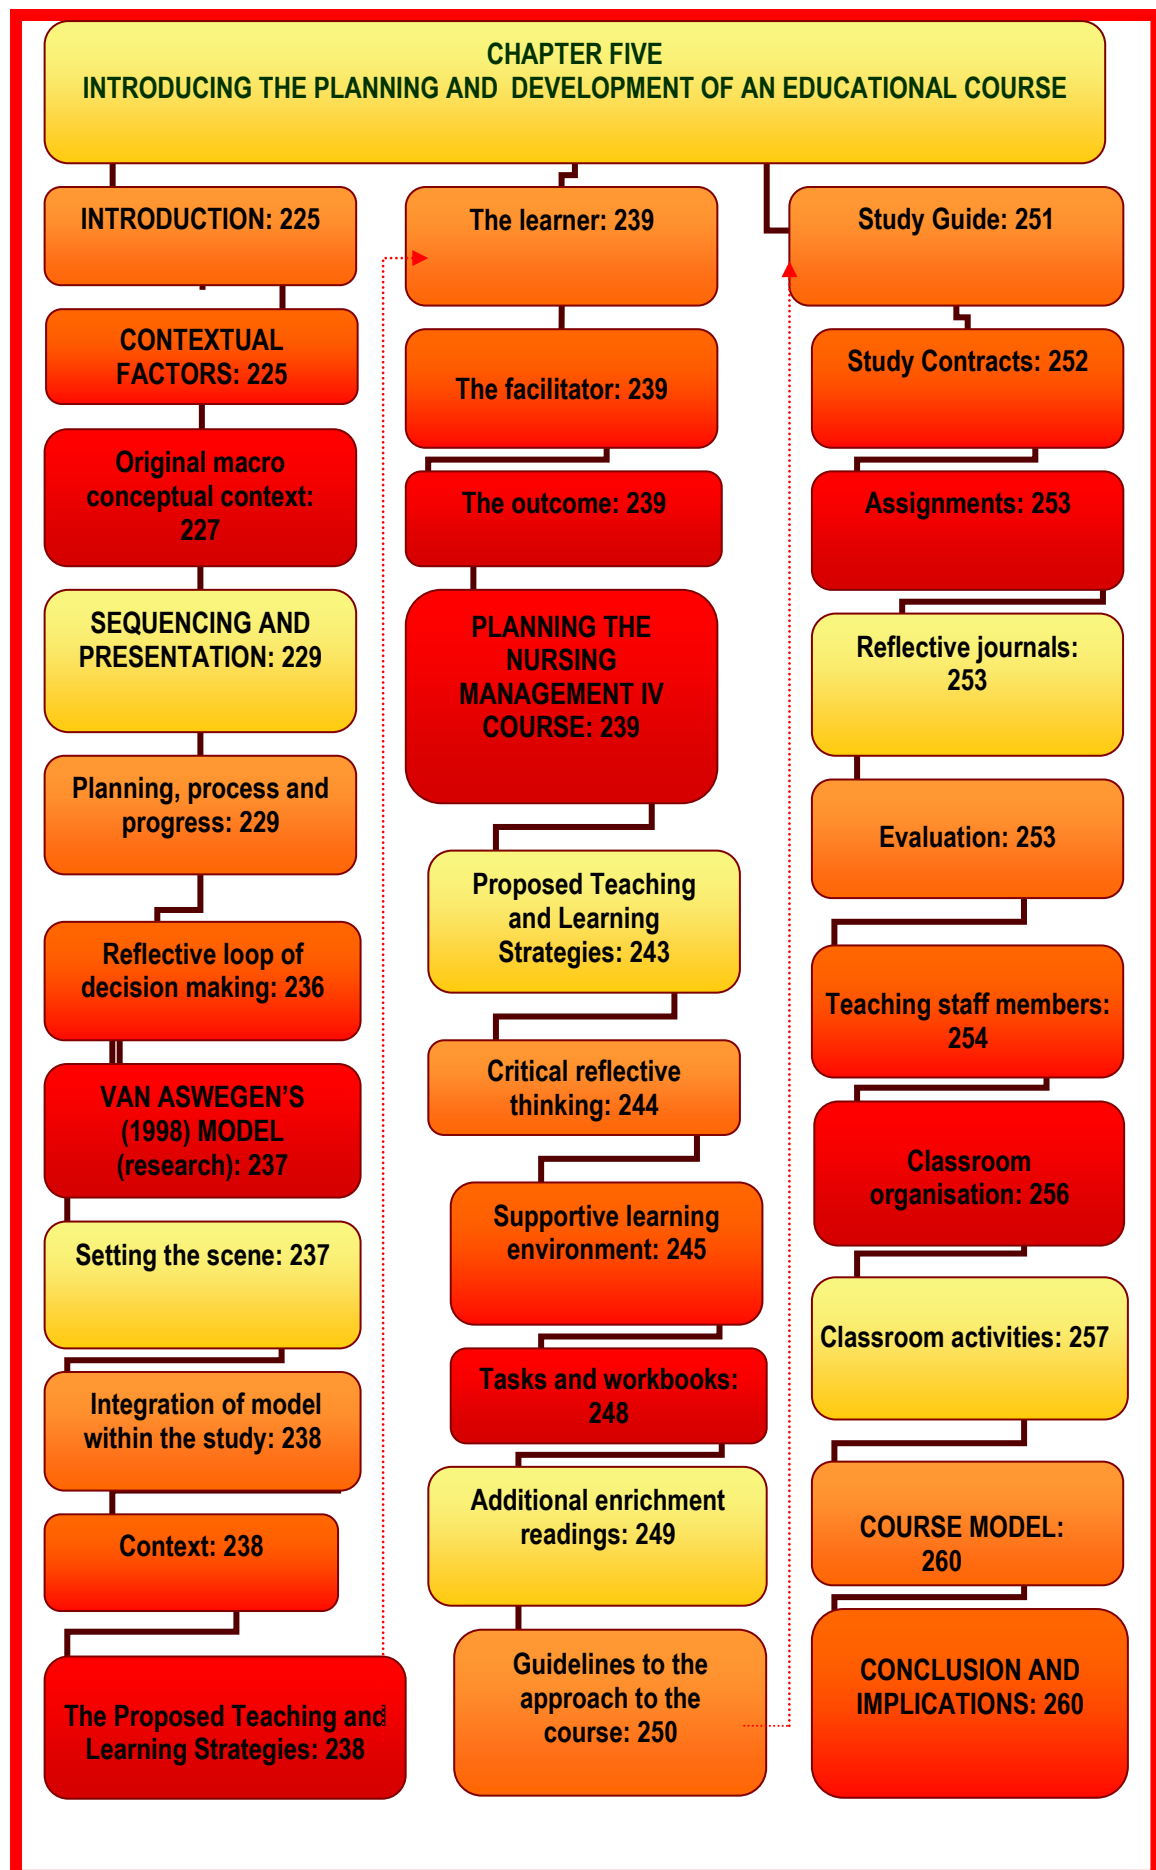 CHAPTER FIVE
INTRODUCING THE PLANNING AND DEVELOPMENT OF AN EDUCATIONAL COURSE
INTRODUCTION: 225
CONTEXTUAL
FACTORS: 225
Original macro
conceptual context:
227
SEQUENCING AND
PRESENTATION: 229
Planning, process and
progress: 229
Reflective loop of
decision making: 236
VAN ASWEGEN’S
(1998) MODEL
(research): 237
Setting the scene: 237
Integration of model
within the study: 238
Context: 238
The Proposed Teaching and
Learning Strategies: 238
The learner: 239
The facilitator: 239
The outcome: 239
PLANNING THE
NURSING
MANAGEMENT IV
COURSE: 239
Proposed Teaching
and Learning
Strategies: 243
Critical reflective
thinking: 244
Supportive learning
environment: 245
Tasks and workbooks:
248
Additional enrichment
readings: 249
Guidelines to the
approach to the
course: 250
Study Guide: 251
Study Contracts: 252
Assignments: 253
Reflective journals:
253
Evaluation: 253
Teaching staff members:
254
Classroom
organisation: 256
Classroom activities: 257
COURSE MODEL:
260
CONCLUSION AND
IMPLICATIONS: 260